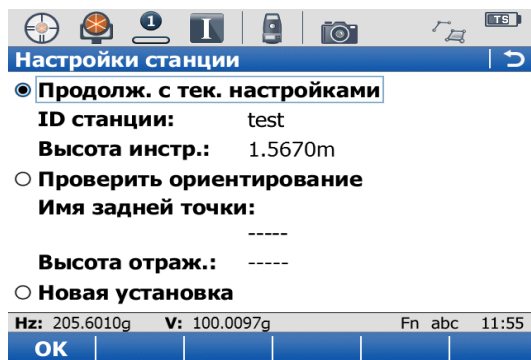 1
I
TS
Настройки станции
Продолж. с тек. настройками
ID станции: test
Высота инстр.: 1.5670m
Проверить ориентирование
Имя задней точки:
-----
Высота отраж.: -----
Новая установка
Hz: 205.6010g V: 100.0097g Fn abc 11:55
OK